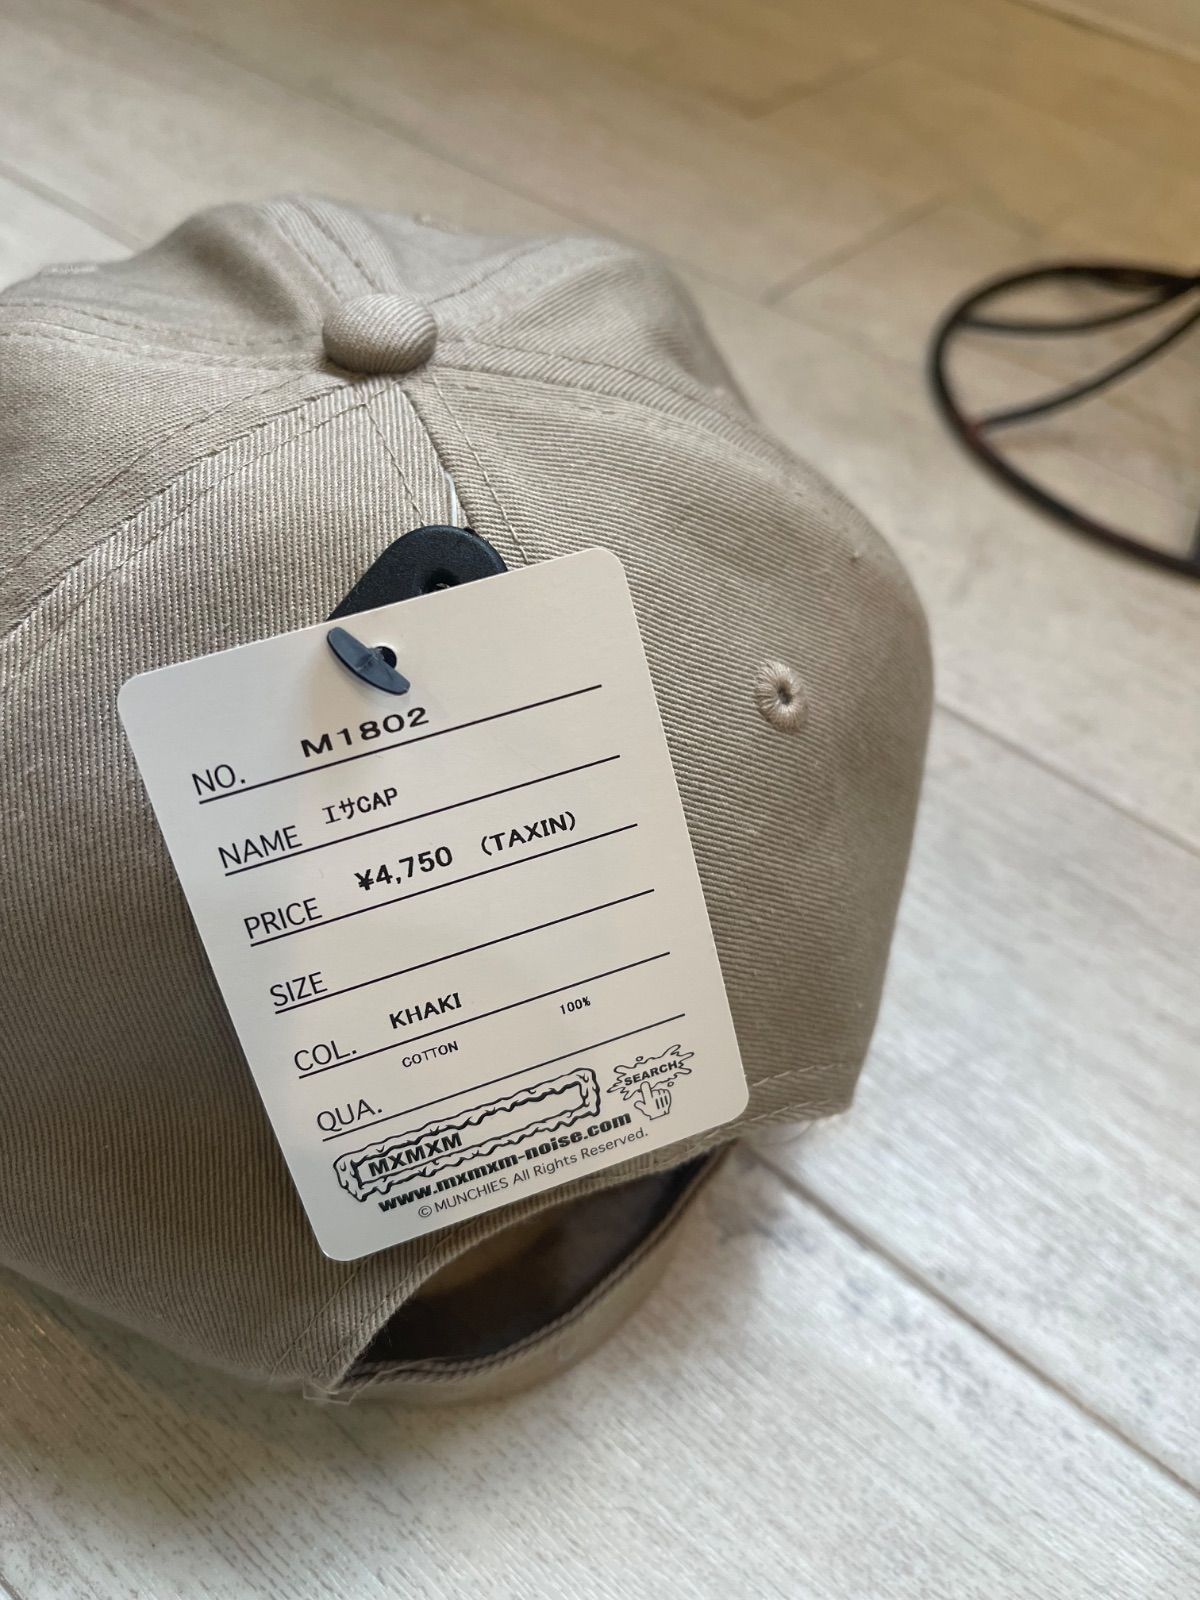 NO. M1802
NAME エサCAP
PRICE ¥4,750 (TAXIN)
SIZE
COL. KHAKI
COTTON 100%
QUA.
MXMXM SEARCH
www.mxmxm-noise.com
© MUNCHIES All Rights Reserved.